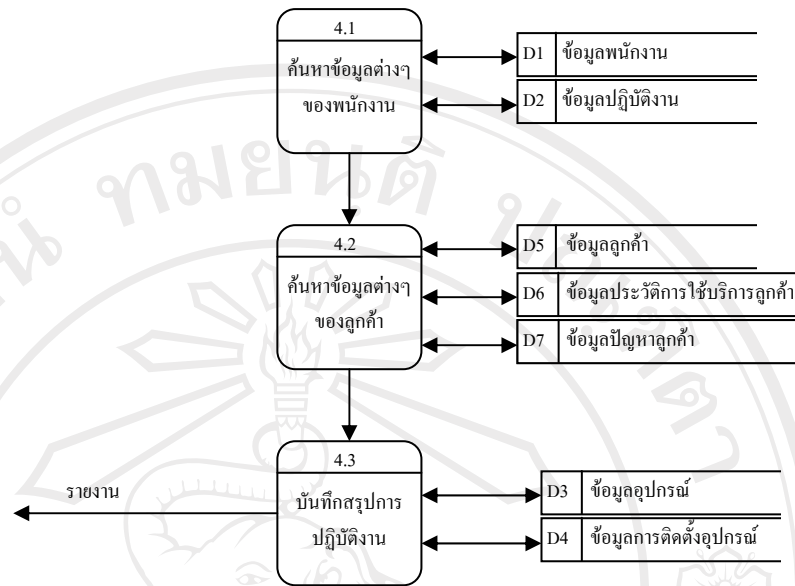 4.1
ค้นหาข้อมูลต่างๆ
ของพนักงาน
D1 ข้อมูลพนักงาน
D2 ข้อมูลปฏิบัติงาน
4.2
ค้นหาข้อมูลต่างๆ
ของลูกค้า
D5 ข้อมูลลูกค้า
D6 ข้อมูลประวัติการใช้บริการลูกค้า
D7 ข้อมูลปัญหาลูกค้า
4.3
บันทึกสรุปการ
ปฏิบัติงาน
รายงาน
D3 ข้อมูลอุปกรณ์
D4 ข้อมูลการติดตั้งอุปกรณ์